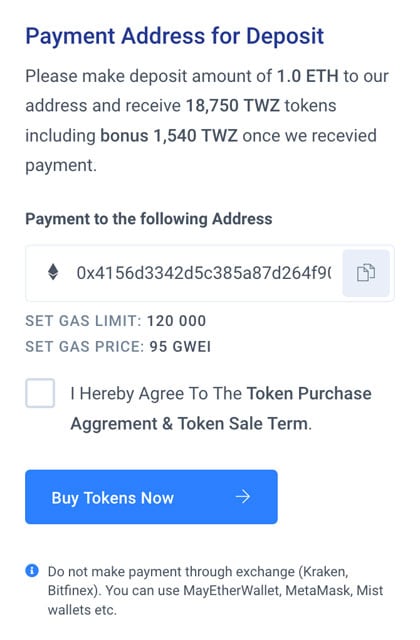 Payment Address for Deposit
Please make deposit amount of 1.0 ETH to our
address and receive 18,750 TWZ tokens
including bonus 1,540 TWZ once we recevied
payment.
Payment to the following Address
0x4156d3342d5c385a87d264f90
SET GAS LIMIT: 120 000
SET GAS PRICE: 95 GWEI
I Hereby Agree To The Token Purchase
Aggrement & Token Sale Term.
Buy Tokens Now
Do not make payment through exchange (Kraken,
Bitfinex). You can use MayEtherWallet, MetaMask, Mist
wallets etc.